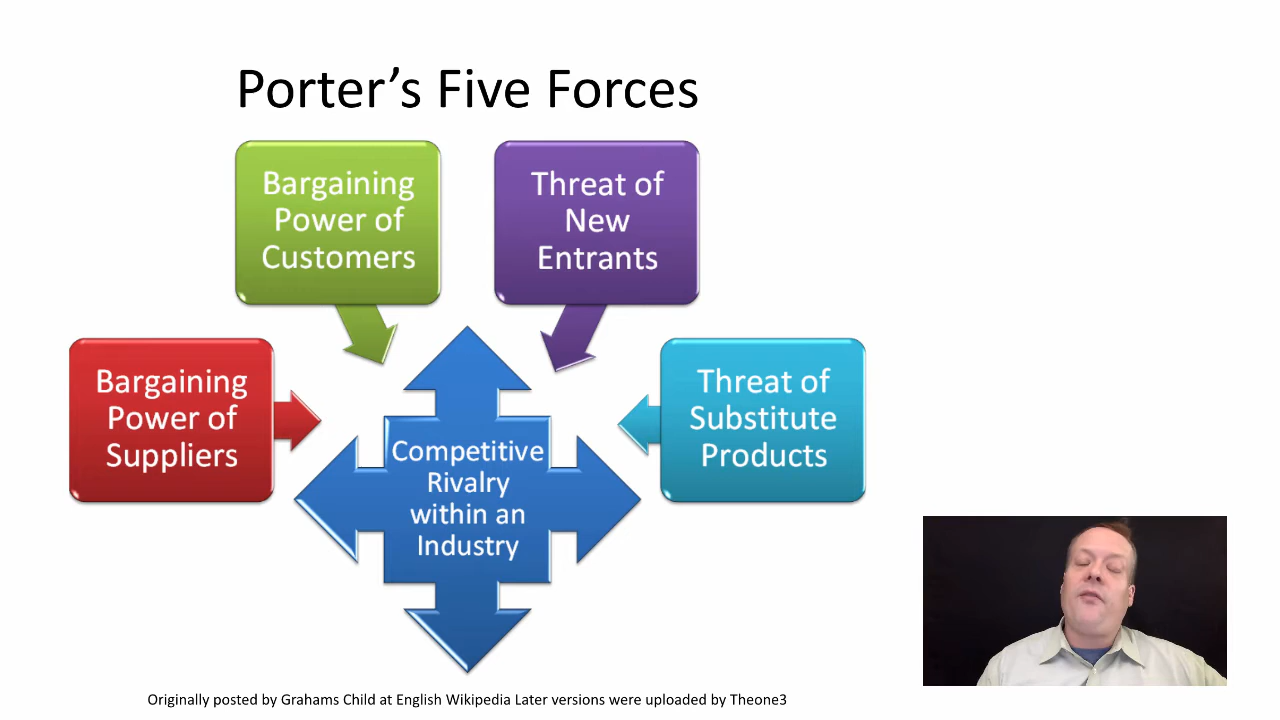 Porter’s Five Forces
Bargaining
Power of
Customers
Threat of
New
Entrants
Bargaining
Power of
Suppliers
Competitive
Rivalry
within an
Industry
Threat of
Substitute
Products
Originally posted by Grahams Child at English Wikipedia Later versions were uploaded by Theone3